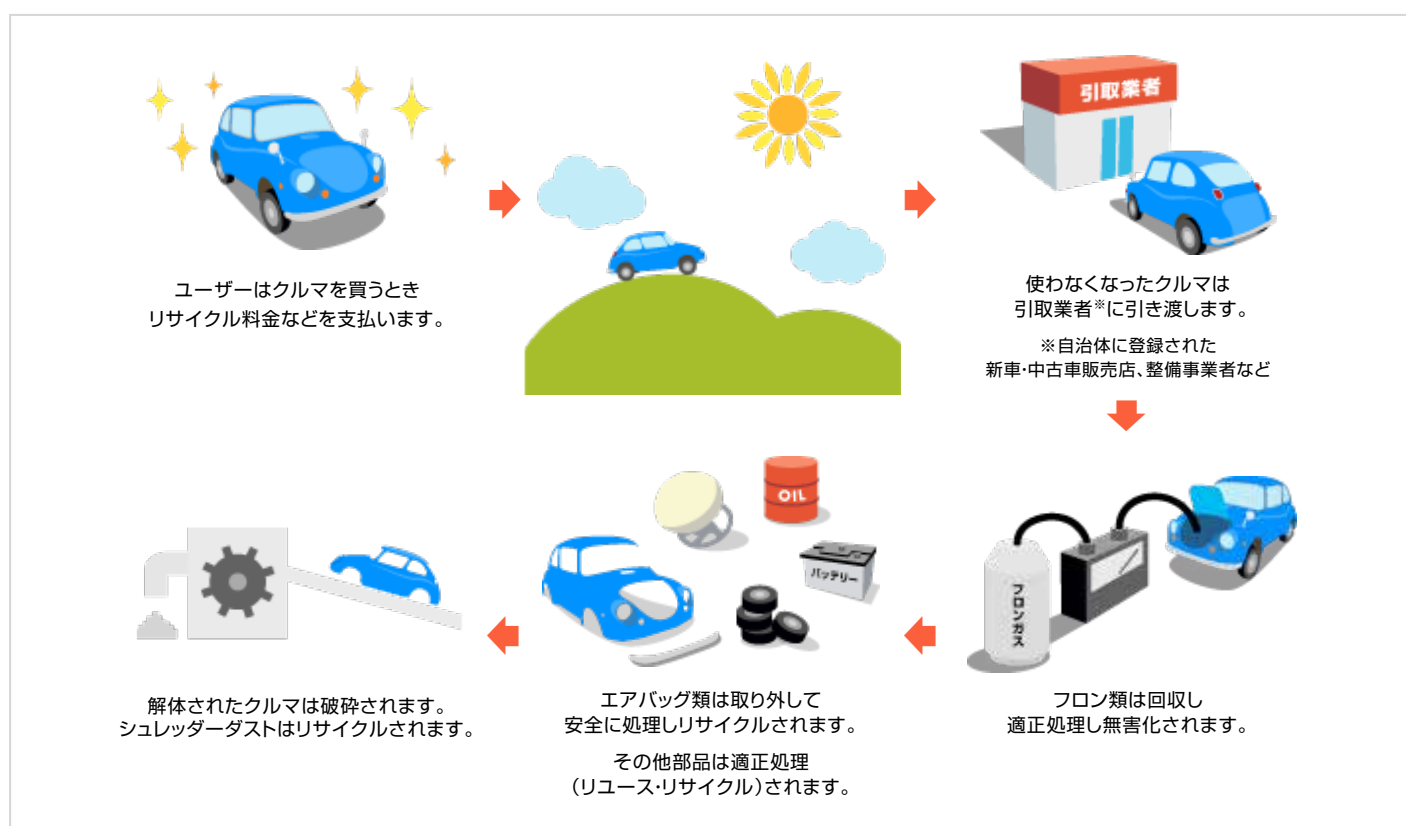 ユーザーはクルマを買うとき
リサイクル料金などを支払います。
引取業者
使わなくなったクルマは
引取業者※に引き渡します。
※自治体に登録された
新車・中古車販売店、整備事業者など
フロンガス
フロン類は回収し
適正処理し無害化されます。
OIL
バッテリー
エアバッグ類は取り外して
安全に処理しリサイクルされます。
その他部品は適正処理
（リユース・リサイクル）されます。
解体されたクルマは破砕されます。
シュレッダーダストはリサイクルされます。